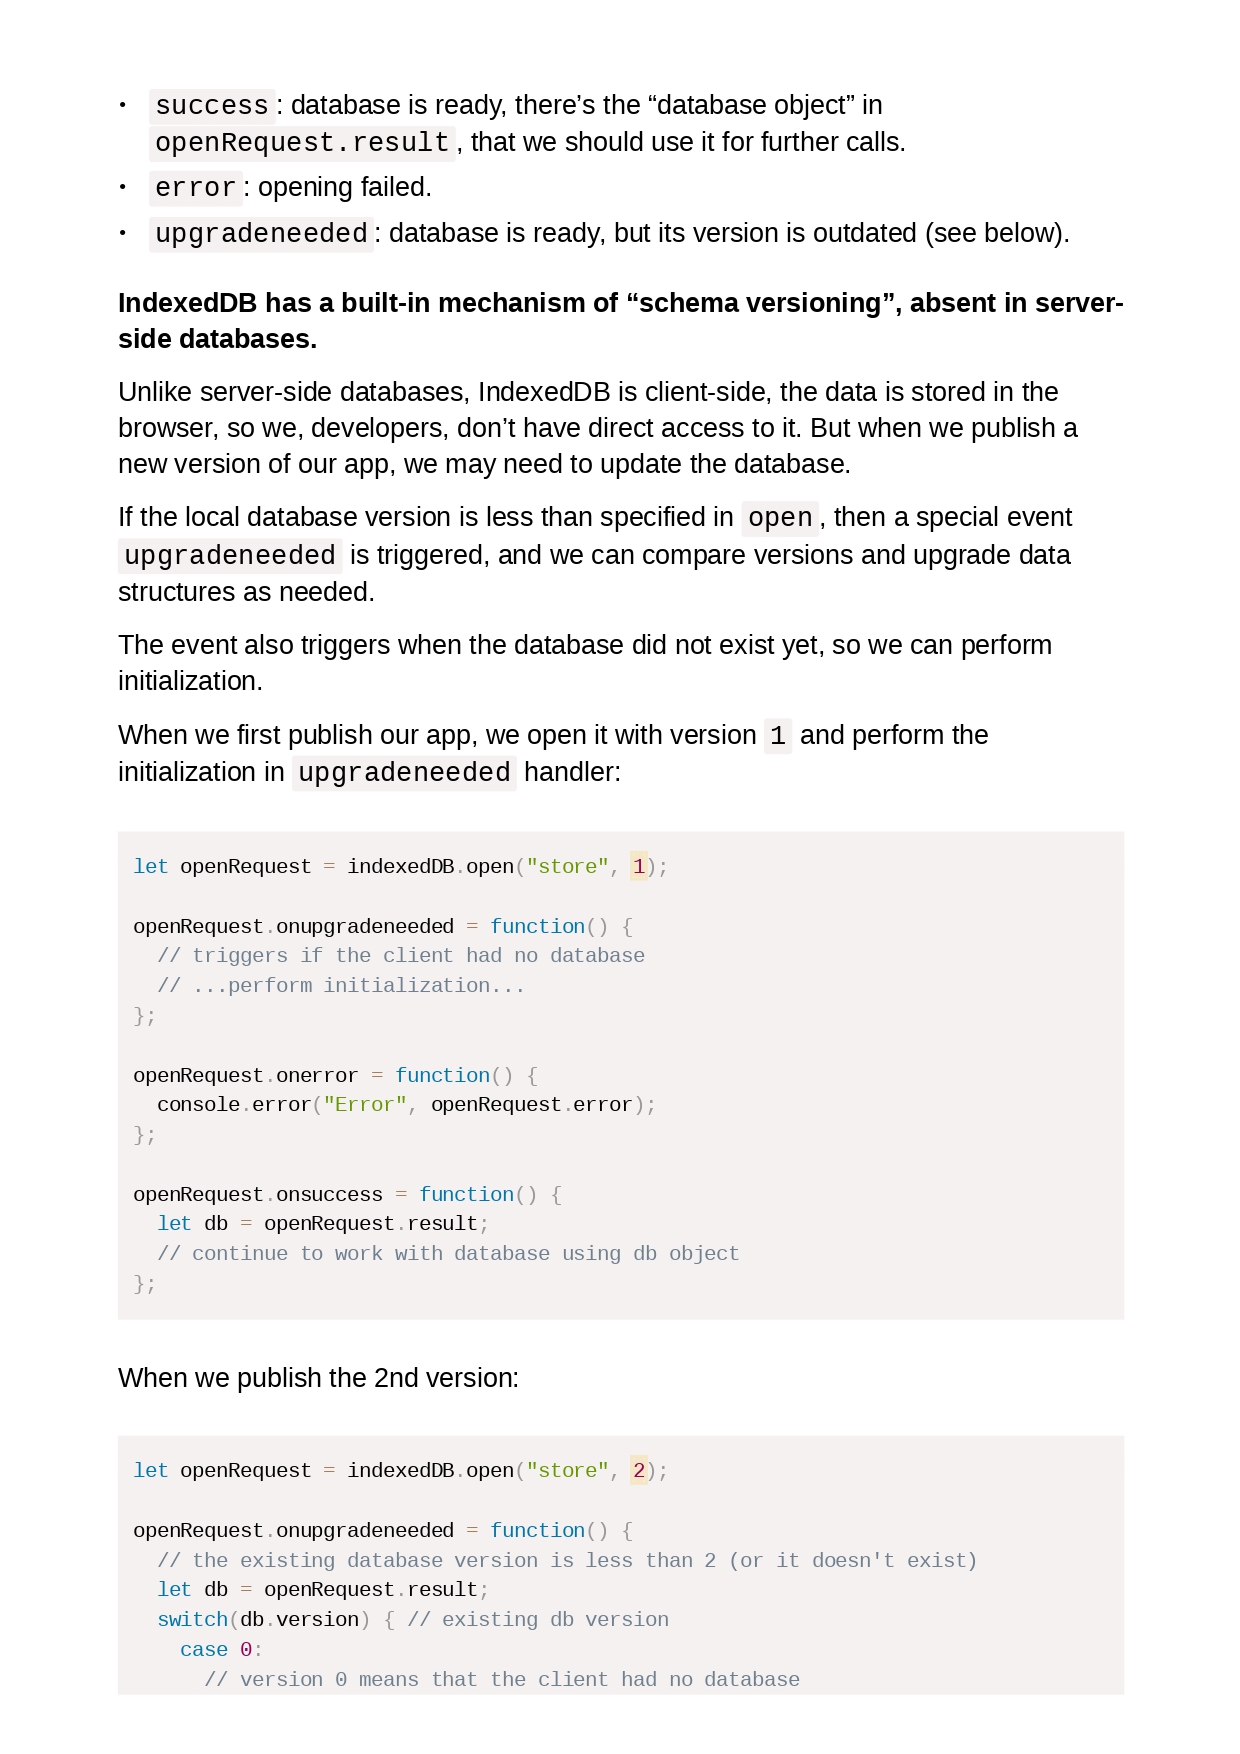 • success: database is ready, there’s the “database object” in
openRequest.result, that we should use it for further calls.
• error: opening failed.
• upgradeneeded: database is ready, but its version is outdated (see below).
IndexedDB has a built-in mechanism of “schema versioning”, absent in server-
side databases.
Unlike server-side databases, IndexedDB is client-side, the data is stored in the
browser, so we, developers, don’t have direct access to it. But when we publish a
new version of our app, we may need to update the database.
If the local database version is less than specified in open, then a special event
upgradeneeded is triggered, and we can compare versions and upgrade data
structures as needed.
The event also triggers when the database did not exist yet, so we can perform
initialization.
When we first publish our app, we open it with version 1 and perform the
initialization in upgradeneeded handler:
let openRequest = indexedDB.open("store", 1);

openRequest.onupgradeneeded = function() {
  // triggers if the client had no database
  // ...perform initialization...
};

openRequest.onerror = function() {
  console.error("Error", openRequest.error);
};

openRequest.onsuccess = function() {
  let db = openRequest.result;
  // continue to work with database using db object
};
When we publish the 2nd version:
let openRequest = indexedDB.open("store", 2);

openRequest.onupgradeneeded = function() {
  // the existing database version is less than 2 (or it doesn't exist)
  let db = openRequest.result;
  switch(db.version) { // existing db version
    case 0:
      // version 0 means that the client had no database